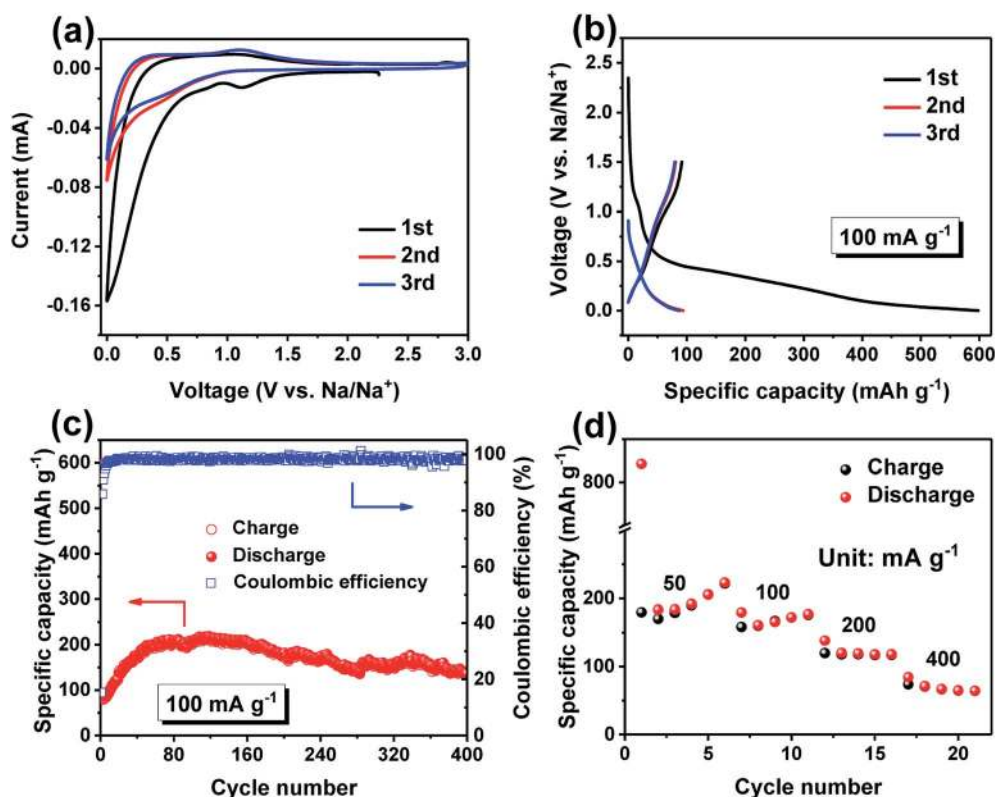 (a)
0.00
-0.04
-0.08
-0.12
-0.16
Current (mA)
1st
2nd
3rd
0.0 0.5 1.0 1.5 2.0 2.5 3.0
Voltage (V vs. Na/Na⁺)
(b)
2.5
2.0
1.5
1.0
0.5
0.0
Voltage (V vs. Na/Na⁺)
1st
2nd
3rd
100 mA g⁻¹
0 100 200 300 400 500 600
Specific capacity (mAh g⁻¹)
(c)
600
500
400
300
200
100
0
Specific capacity (mAh g⁻¹)
Charge
Discharge
Coulombic efficiency
100 mA g⁻¹
100
80
60
40
20
0
Coulombic efficiency (%)
0 80 160 240 320 400
Cycle number
(d)
800
200
100
0
Specific capacity (mAh g⁻¹)
Charge
Discharge
Unit: mA g⁻¹
50
100
200
400
0 5 10 15 20
Cycle number